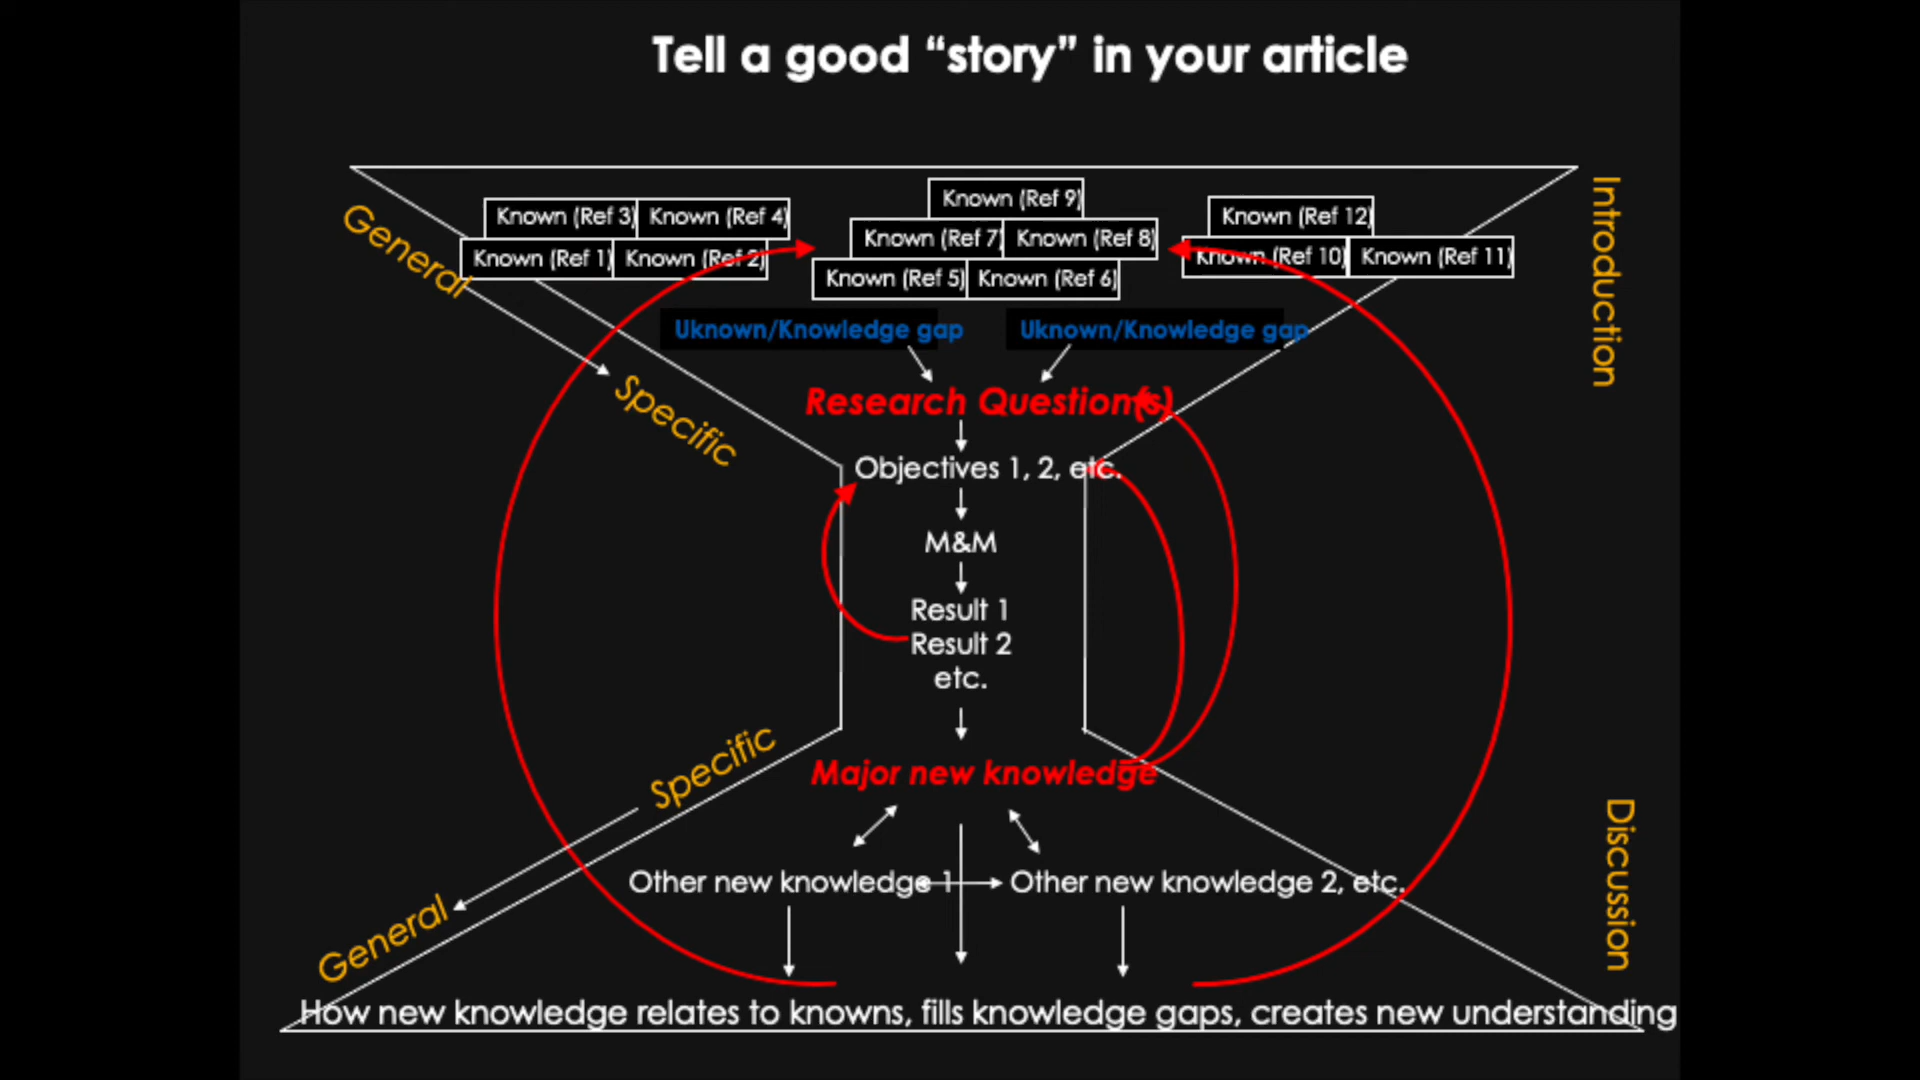 Tell a good “story” in your article
Known (Ref 9)
Known (Ref 3) Known (Ref 4)
Known (Ref 12)
Known (Ref 7) Known (Ref 8)
Known (Ref 1) Known (Ref 2)
Known (Ref 10) Known (Ref 11)
Known (Ref 5) Known (Ref 6)
General
Specific
Introduction
Uknown/Knowledge gap
Uknown/Knowledge gap
Research Question(s)
Objectives 1, 2, etc.
M&M
Result 1
Result 2
etc.
Major new knowledge
Specific
General
Discussion
Other new knowledge 1
Other new knowledge 2, etc.
How new knowledge relates to knowns, fills knowledge gaps, creates new understanding